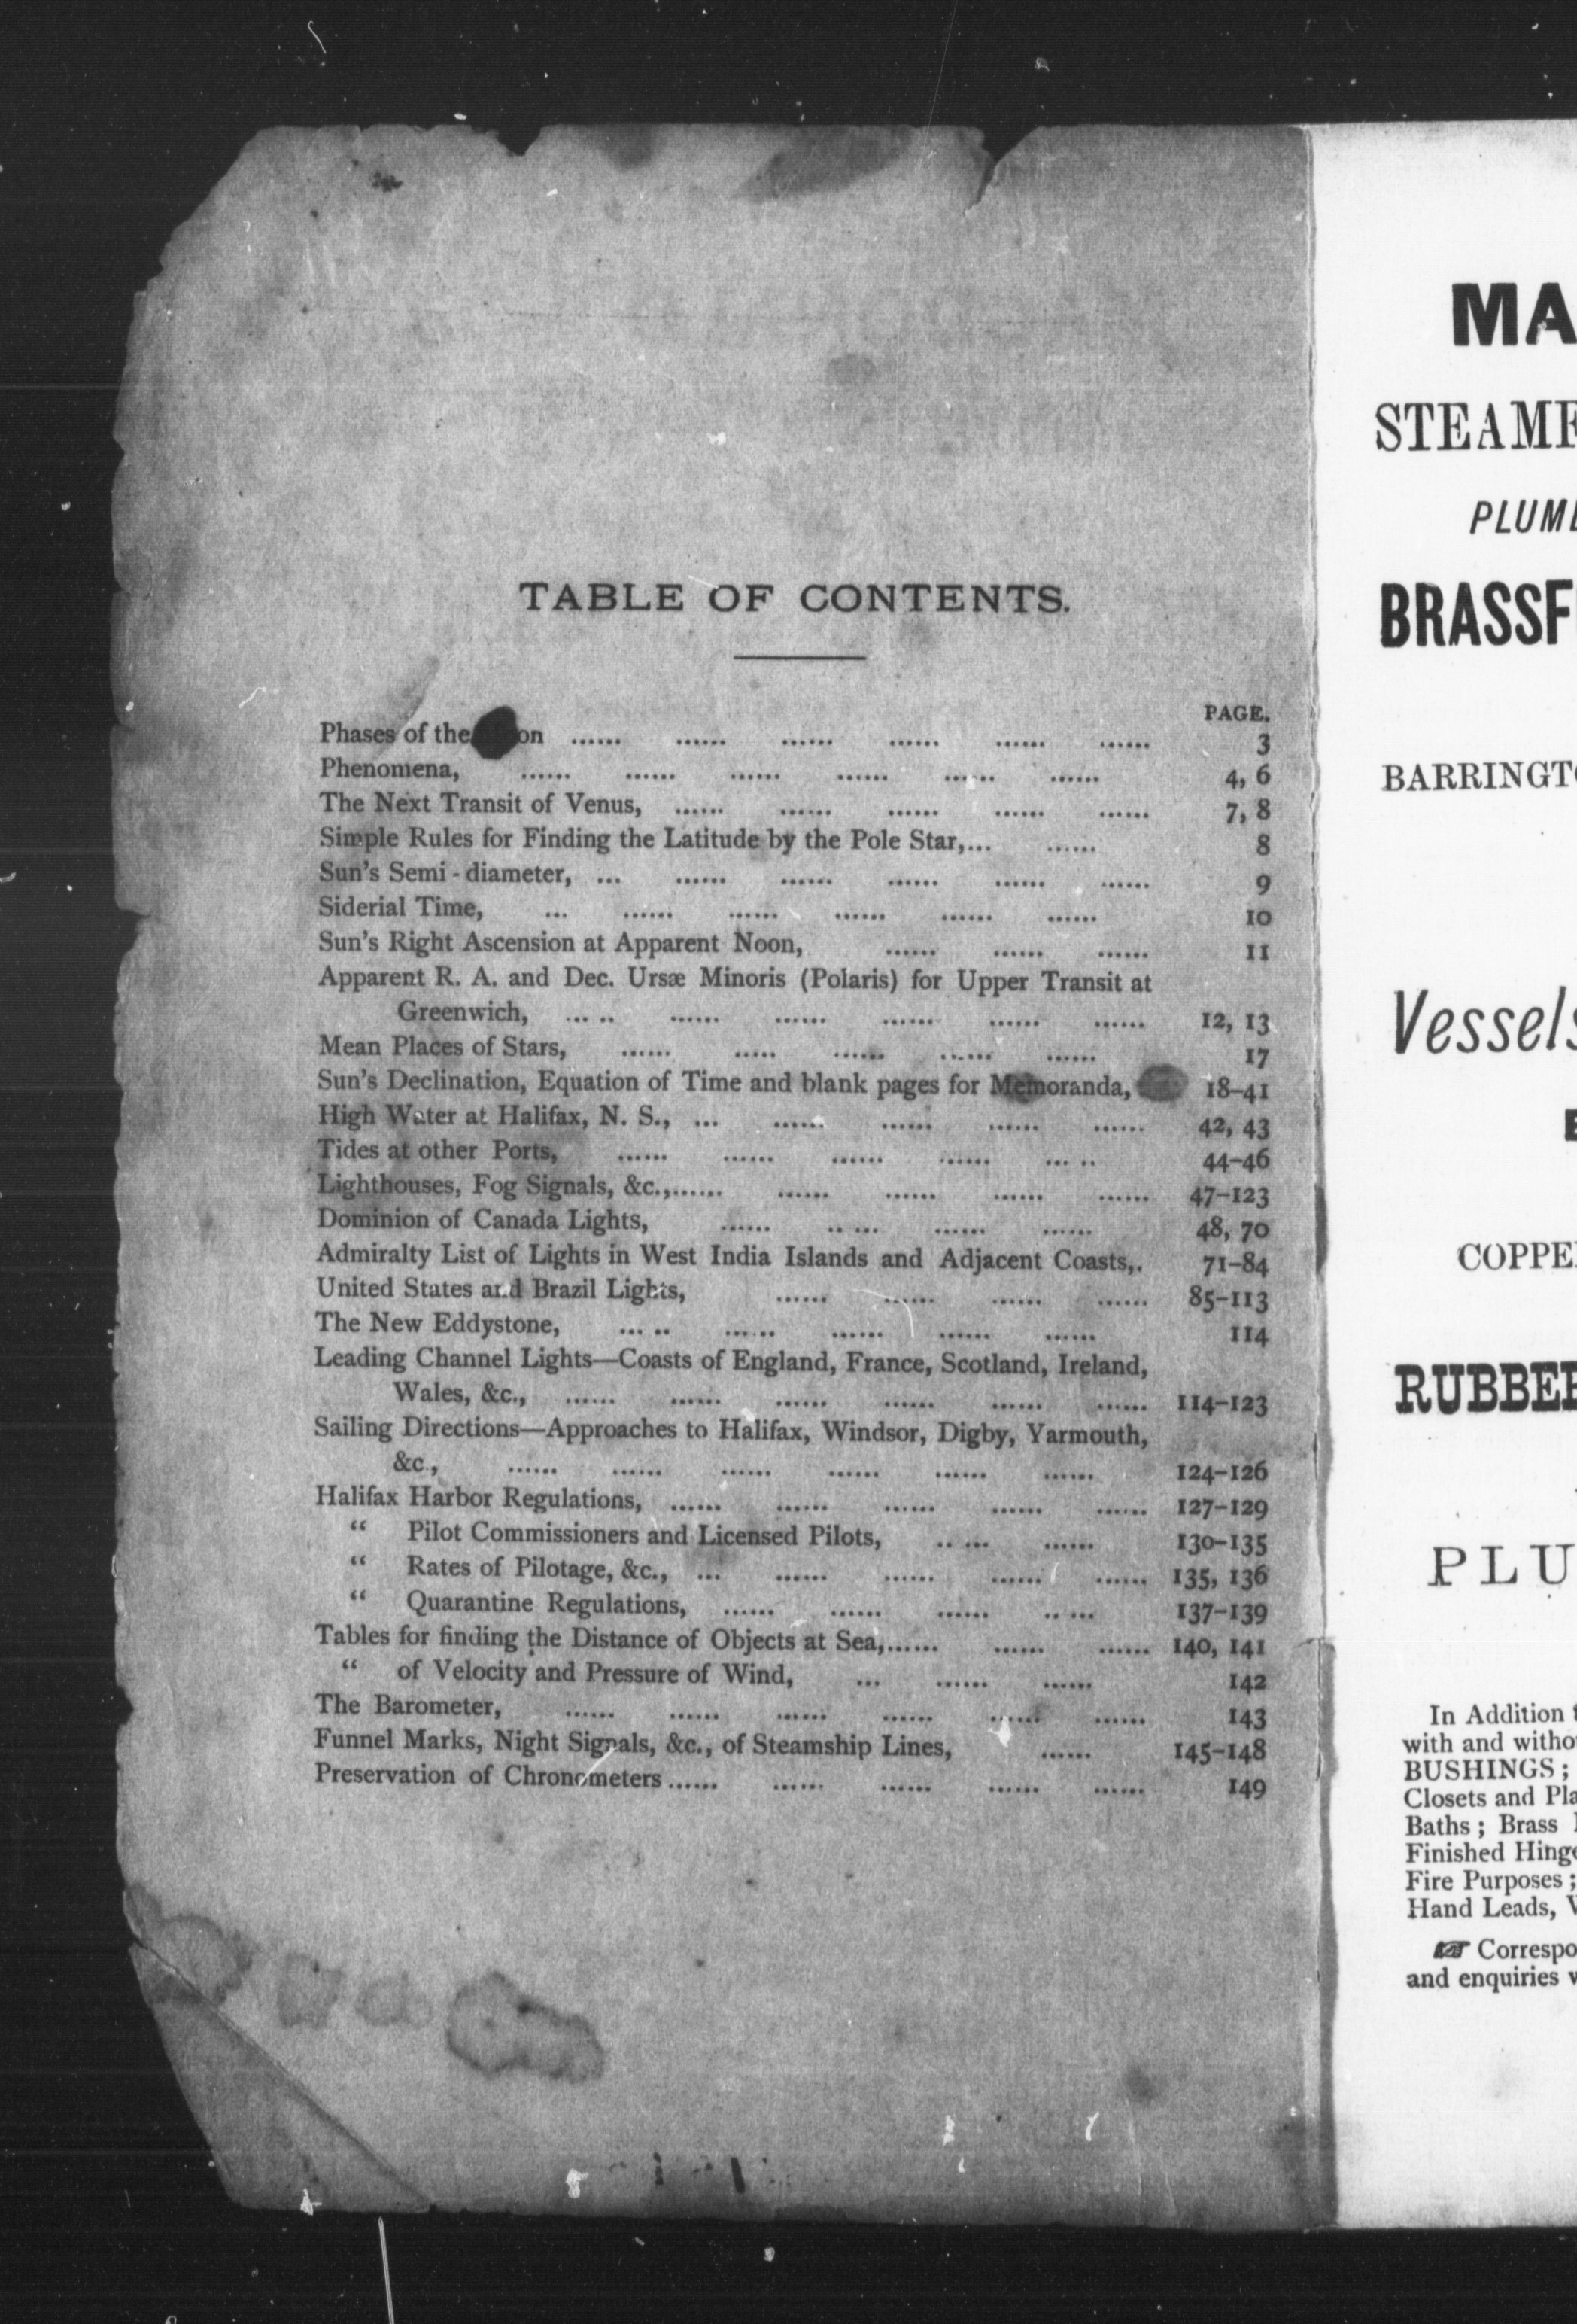 TABLE OF CONTENTS.
PAGE.
Phases of the ...... ...... ...... ...... ...... ...... 3
Phenomena, ...... ...... ...... ...... ...... ...... 4, 6
The Next Transit of Venus, ...... ...... ...... ...... ...... 7, 8
Simple Rules for Finding the Latitude by the Pole Star,... ...... 8
Sun's Semi-diameter, ... ...... ...... ...... ...... ...... 9
Siderial Time, ... ...... ...... ...... ...... ...... 10
Sun's Right Ascension at Apparent Noon, ...... ...... ...... 11
Apparent R. A. and Dec. Ursæ Minoris (Polaris) for Upper Transit at
Greenwich, ... .. ...... ...... ...... ...... ...... 12, 13
Mean Places of Stars, ...... ..... ...... ...... ...... 17
Sun's Declination, Equation of Time and blank pages for Memoranda, 18-41
High Water at Halifax, N. S., ... ...... ...... ...... ...... 42, 43
Tides at other Ports, ...... ...... ...... ...... ... .. 44-46
Lighthouses, Fog Signals, &c.,...... ...... ...... ...... ...... 47-123
Dominion of Canada Lights, ...... .. ... ...... ...... 48, 70
Admiralty List of Lights in West India Islands and Adjacent Coasts,. 71-84
United States and Brazil Lights, ...... ...... ...... ...... 85-113
The New Eddystone, ... .. ...... ...... ...... ...... 114
Leading Channel Lights—Coasts of England, France, Scotland, Ireland,
Wales, &c., ...... ...... ...... ...... ...... ...... 114-123
Sailing Directions—Approaches to Halifax, Windsor, Digby, Yarmouth,
&c., ...... ...... ...... ...... ...... ...... 124-126
Halifax Harbor Regulations, ...... ...... ...... ...... ...... 127-129
“ Pilot Commissioners and Licensed Pilots, .. ... ...... 130-135
“ Rates of Pilotage, &c., ... ...... ...... ...... ...... 135, 136
“ Quarantine Regulations, ...... ...... ...... .. ... 137-139
Tables for finding the Distance of Objects at Sea,...... ...... ...... 140, 141
“ of Velocity and Pressure of Wind, ... ...... ...... 142
The Barometer, ...... ...... ...... ...... ...... ...... 143
Funnel Marks, Night Signals, &c., of Steamship Lines, ...... 145-148
Preservation of Chronometers ...... ...... ...... ...... ...... 149
MA
STEAM
PLUM
BRASSF
BARRINGT
Vessels
COPPE
RUBBE
PLU
In Addition
with and witho
BUSHINGS;
Closets and Pla
Baths; Brass
Finished Hing
Fire Purposes;
Hand Leads,
☞ Correspo
and enquiries